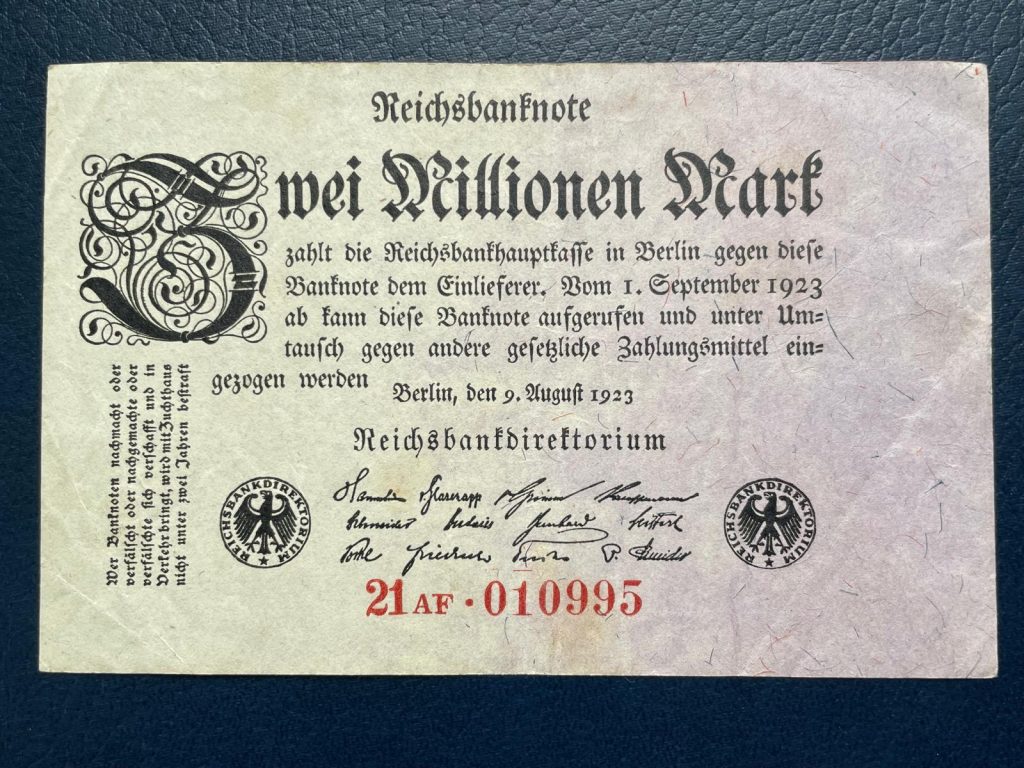 Reichsbanknote
Zwei Millionen Mark
zahlt die Reichsbankhauptkasse in Berlin gegen diese
Banknote dem Einlieferer. Vom 1. September 1923
ab kann diese Banknote aufgerufen und unter Um=
tausch gegen andere gesetzliche Zahlungsmittel ein=
gezogen werden
Berlin, den 9. August 1923
Reichsbankdirektorium
Wer Banknoten nachmacht oder
verfälscht oder nachgemachte oder
verfälschte sich verschafft und in
Verkehr bringt, wird mit Zuchthaus
nicht unter zwei Jahren bestraft
REICHSBANKDIREKTORIUM
REICHSBANKDIREKTORIUM
21 AF · 010995